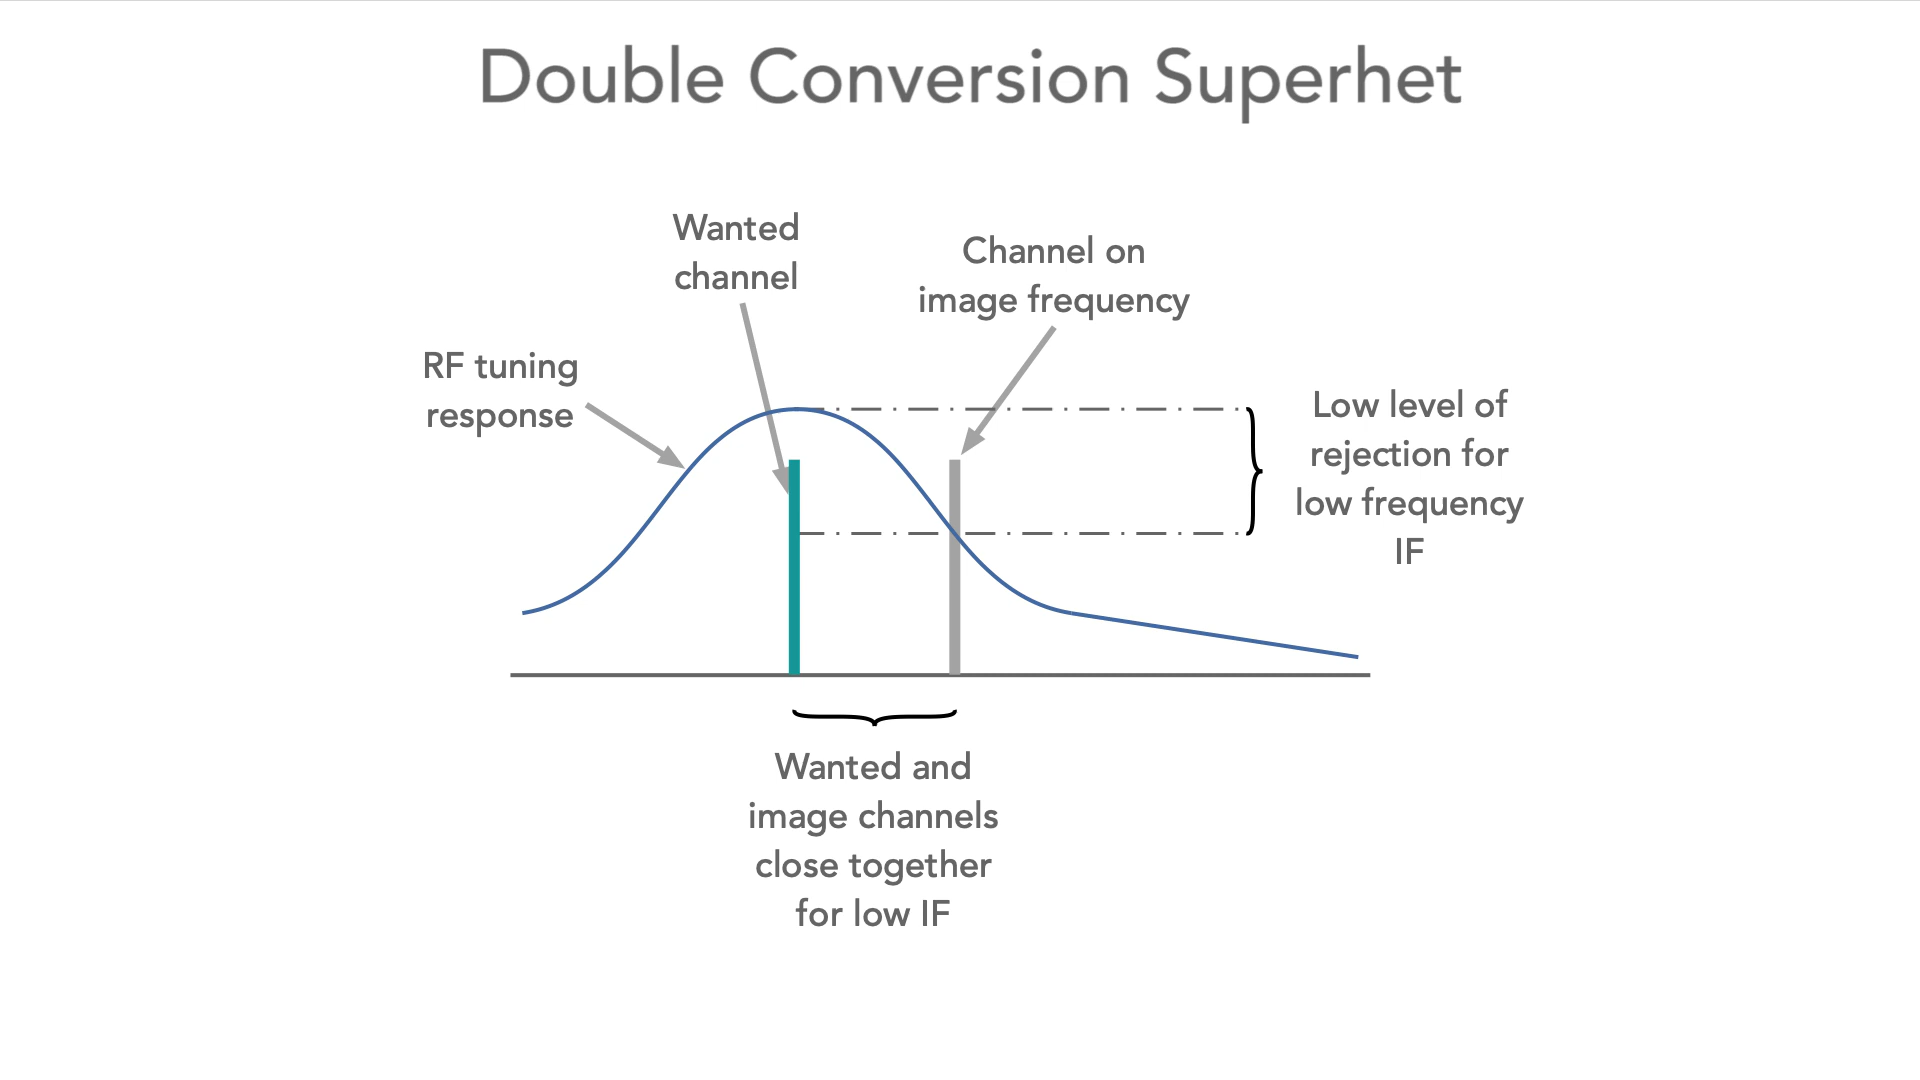 Double Conversion Superhet
Wanted
channel
Channel on
image frequency
RF tuning
response
Low level of
rejection for
low frequency
IF
Wanted and
image channels
close together
for low IF